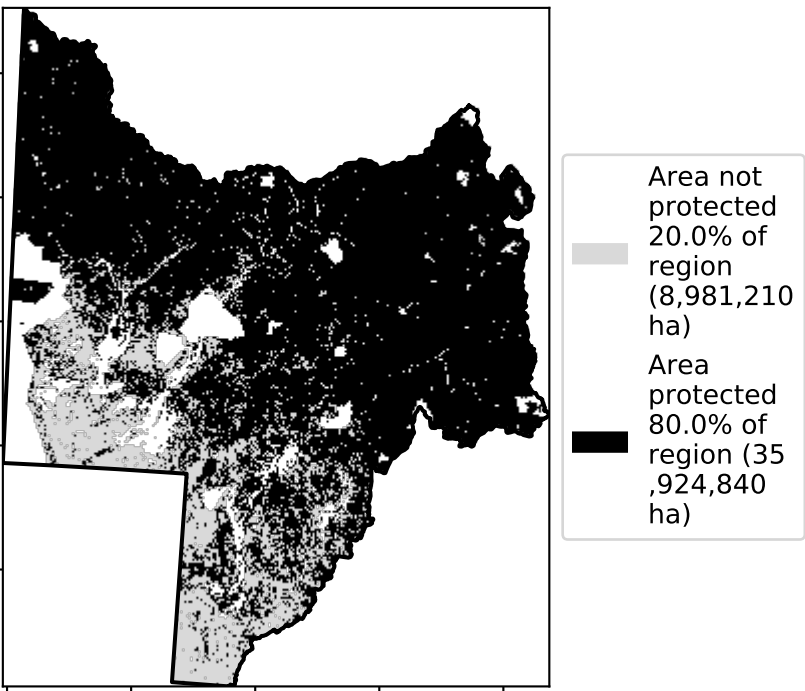 Area not
protected
20.0% of
region
(8,981,210
ha)
Area
protected
80.0% of
region (35
,924,840
ha)